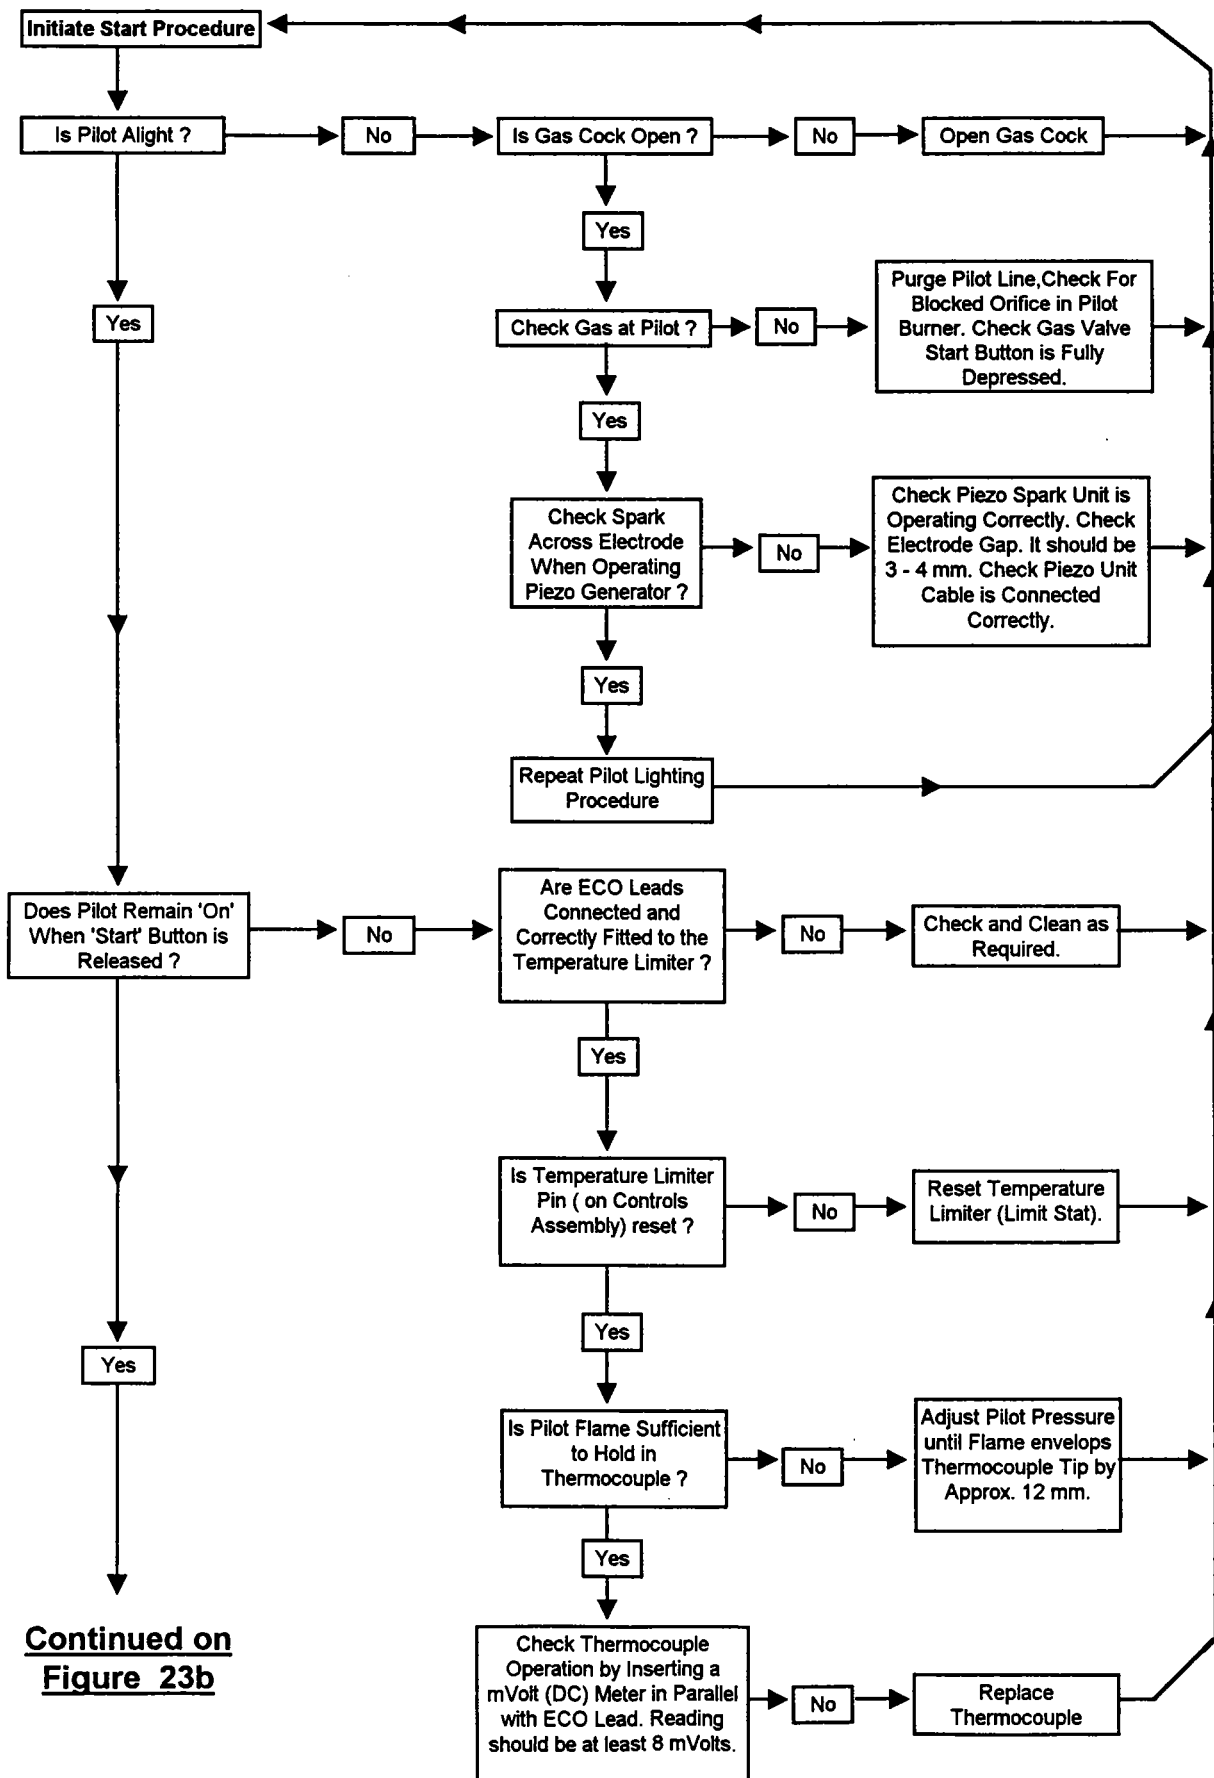 Initiate Start Procedure
Is Pilot Alight ?
No
Is Gas Cock Open ?
No
Open Gas Cock
Yes
Yes
Check Gas at Pilot ?
No
Purge Pilot Line,Check For
Blocked Orifice in Pilot
Burner. Check Gas Valve
Start Button is Fully
Depressed.
Yes
Check Spark
Across Electrode
When Operating
Piezo Generator ?
No
Check Piezo Spark Unit is
Operating Correctly. Check
Electrode Gap. It should be
3 - 4 mm. Check Piezo Unit
Cable is Connected
Correctly.
Yes
Repeat Pilot Lighting
Procedure
Does Pilot Remain 'On'
When 'Start' Button is
Released ?
No
Are ECO Leads
Connected and
Correctly Fitted to the
Temperature Limiter ?
No
Check and Clean as
Required.
Yes
Is Temperature Limiter
Pin ( on Controls
Assembly) reset ?
No
Reset Temperature
Limiter (Limit Stat).
Yes
Yes
Is Pilot Flame Sufficient
to Hold in
Thermocouple ?
No
Adjust Pilot Pressure
until Flame envelops
Thermocouple Tip by
Approx. 12 mm.
Yes
Continued on
Figure 23b
Check Thermocouple
Operation by Inserting a
mVolt (DC) Meter in Parallel
with ECO Lead. Reading
should be at least 8 mVolts.
No
Replace
Thermocouple